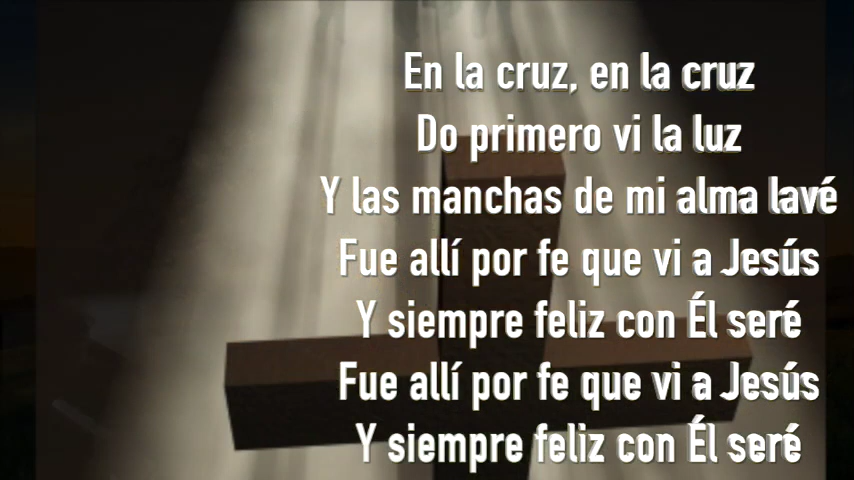 En la cruz, en la cruz
Do primero vi la luz
Y las manchas de mi alma lavé
Fue allí por fe que vi a Jesús
Y siempre feliz con Él seré
Fue allí por fe que vi a Jesús
Y siempre feliz con Él seré